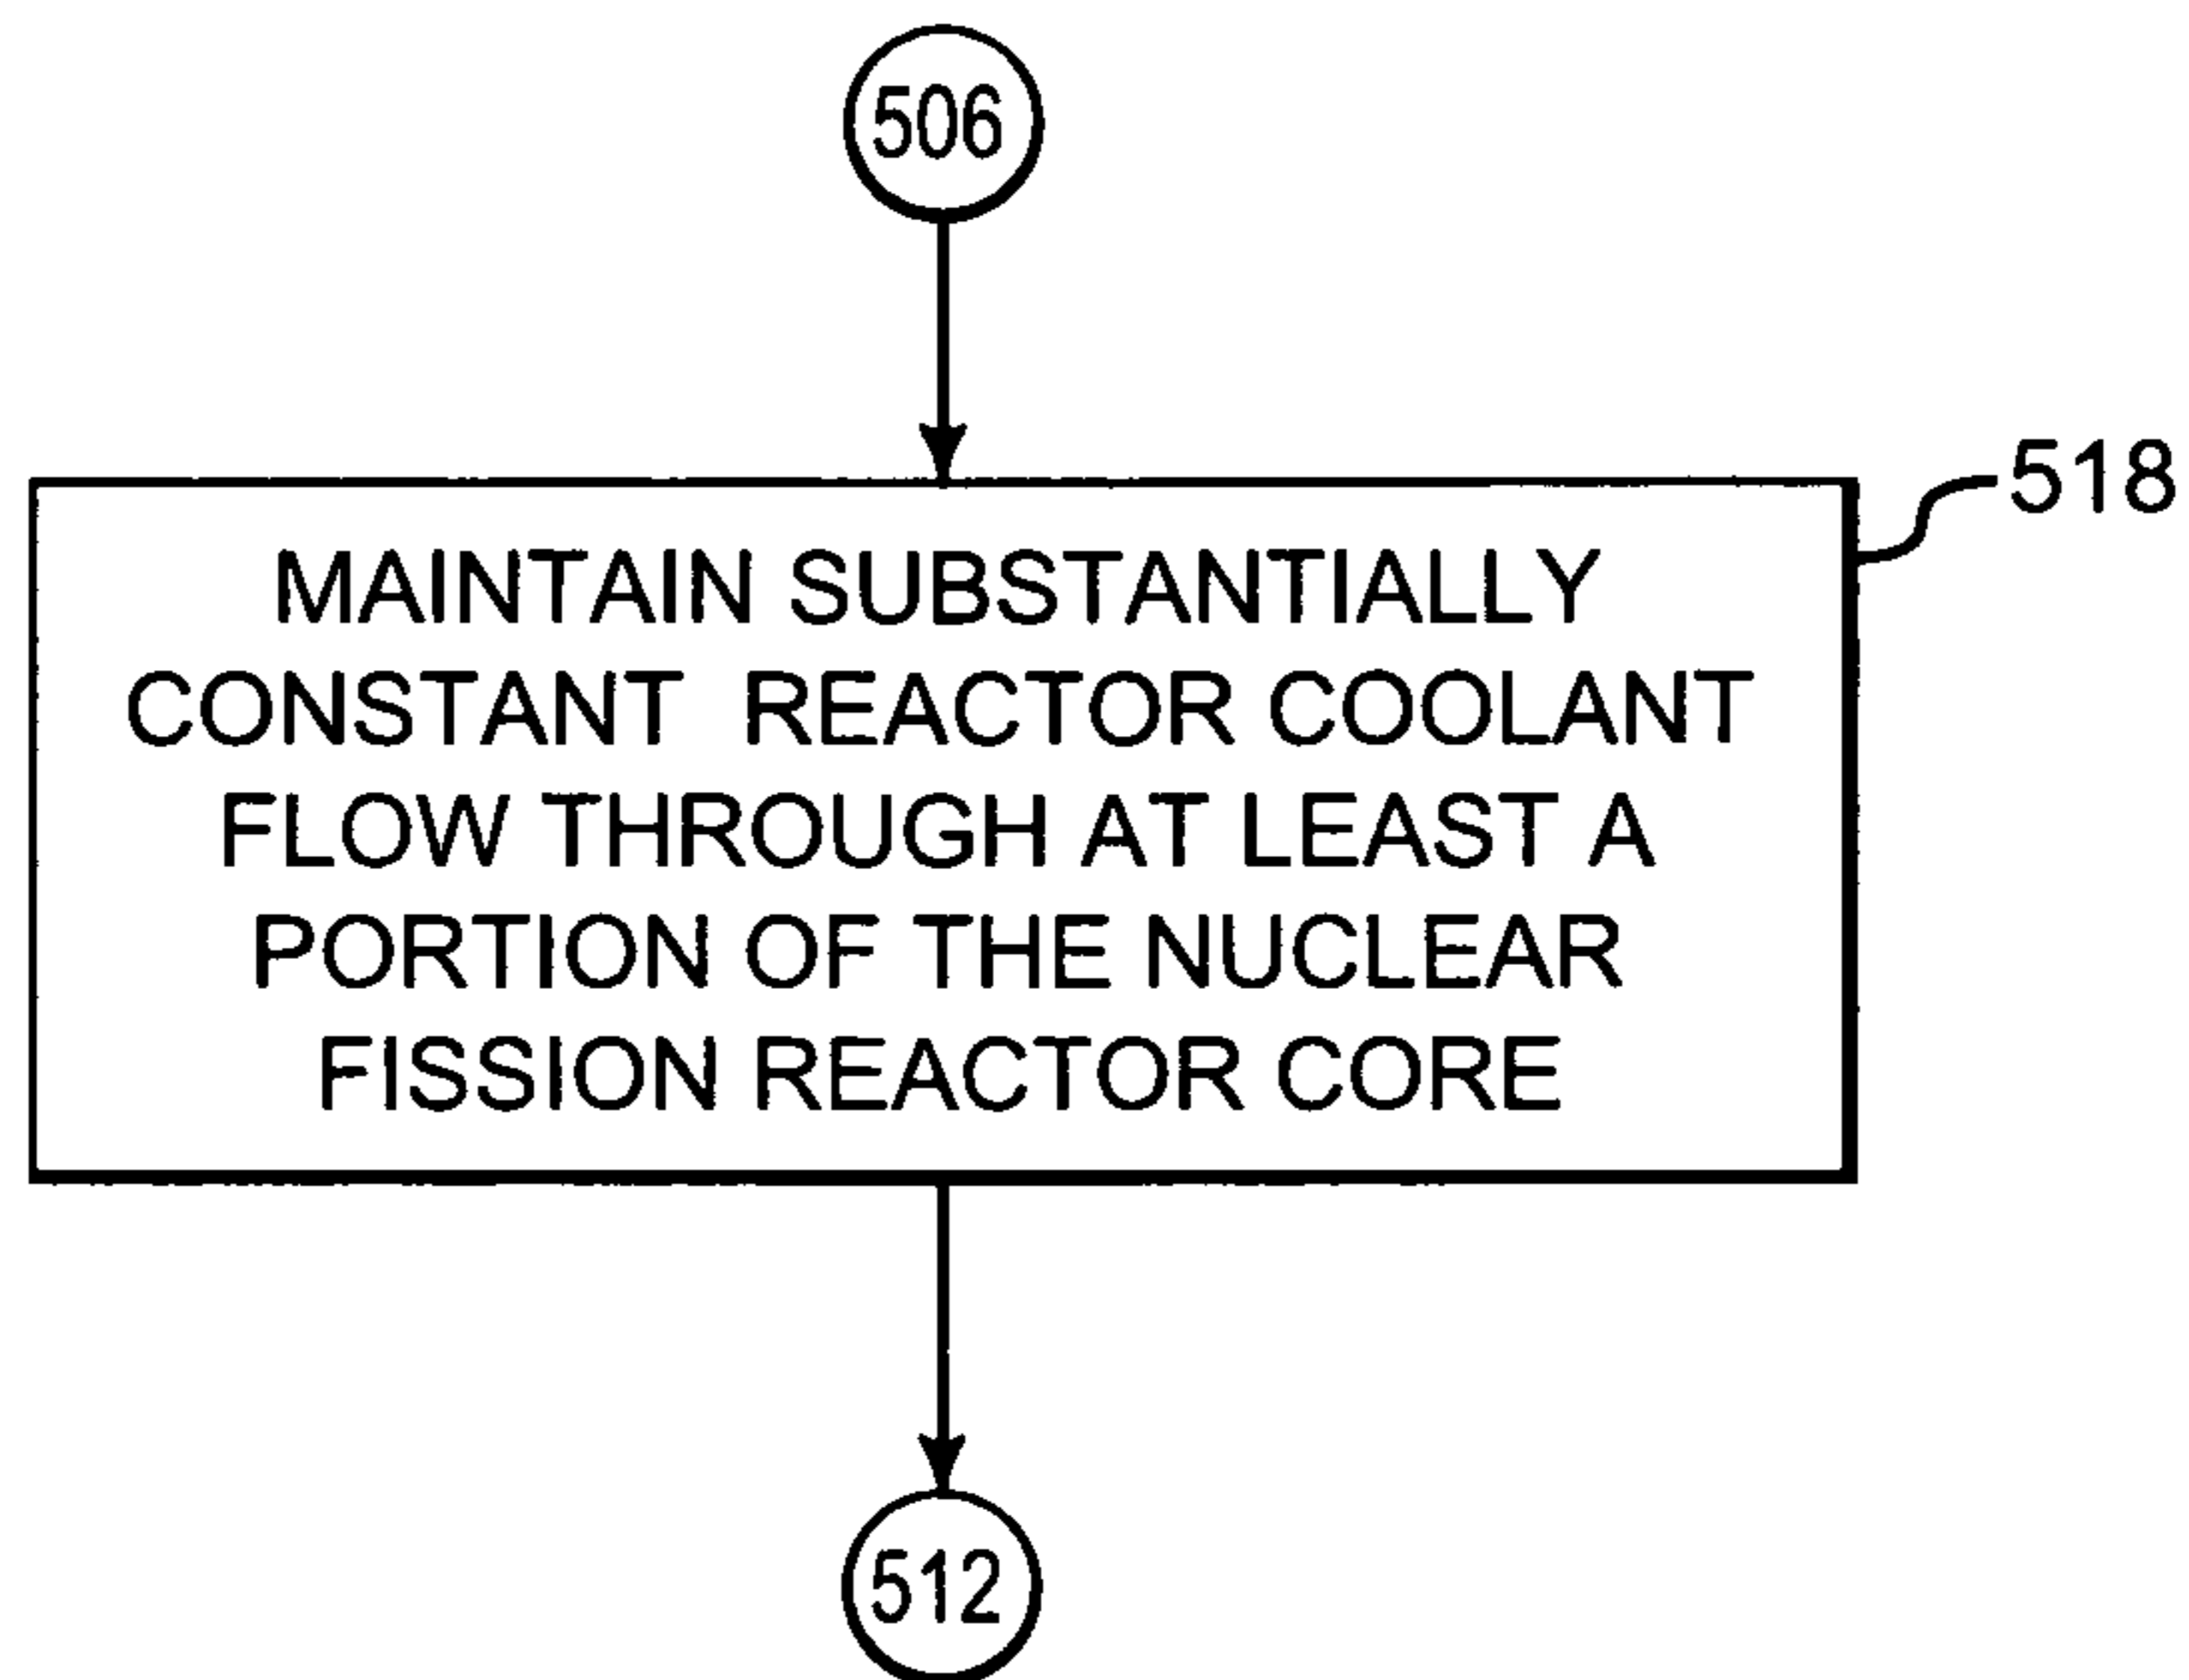 506
518
MAINTAIN SUBSTANTIALLY
CONSTANT REACTOR COOLANT
FLOW THROUGH AT LEAST A
PORTION OF THE NUCLEAR
FISSION REACTOR CORE
512